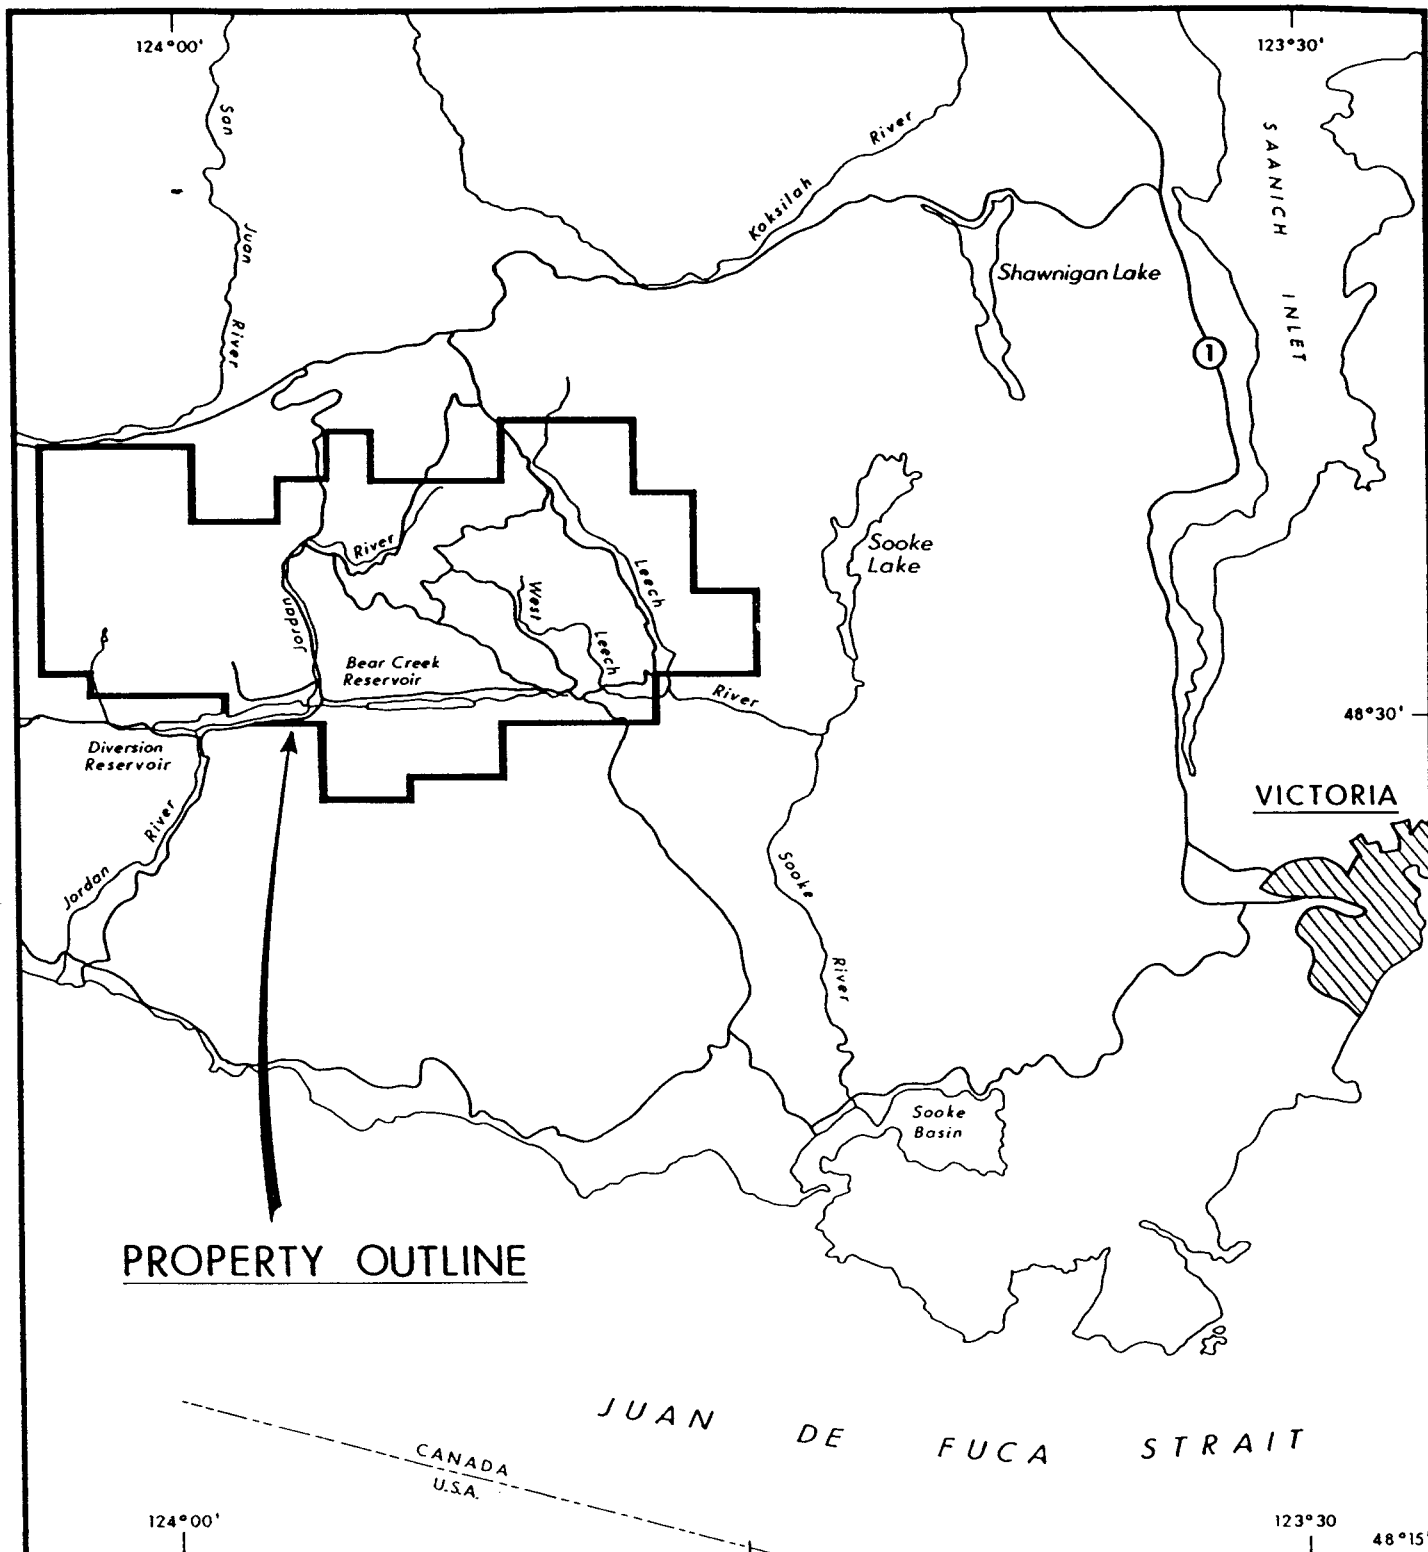 124°00'
123°30'
San
Juan
River
Koksilah
River
SAANICH
INLET
Shawnigan Lake
1
Sooke
Lake
River
Leech
West
Leech
Jordan
Bear Creek
Reservoir
River
48°30'
Diversion
Reservoir
VICTORIA
River
Jordan
Sooke
River
Sooke
Basin
PROPERTY OUTLINE
JUAN DE FUCA STRAIT
CANADA
U.S.A.
124°00'
123°30
48°15'